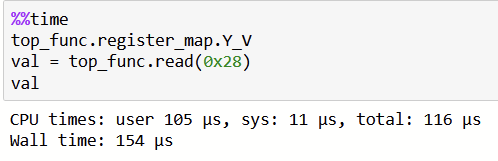 %%time
top_func.register_map.Y_V
val = top_func.read(0x28)
val
CPU times: user 105 µs, sys: 11 µs, total: 116 µs
Wall time: 154 µs